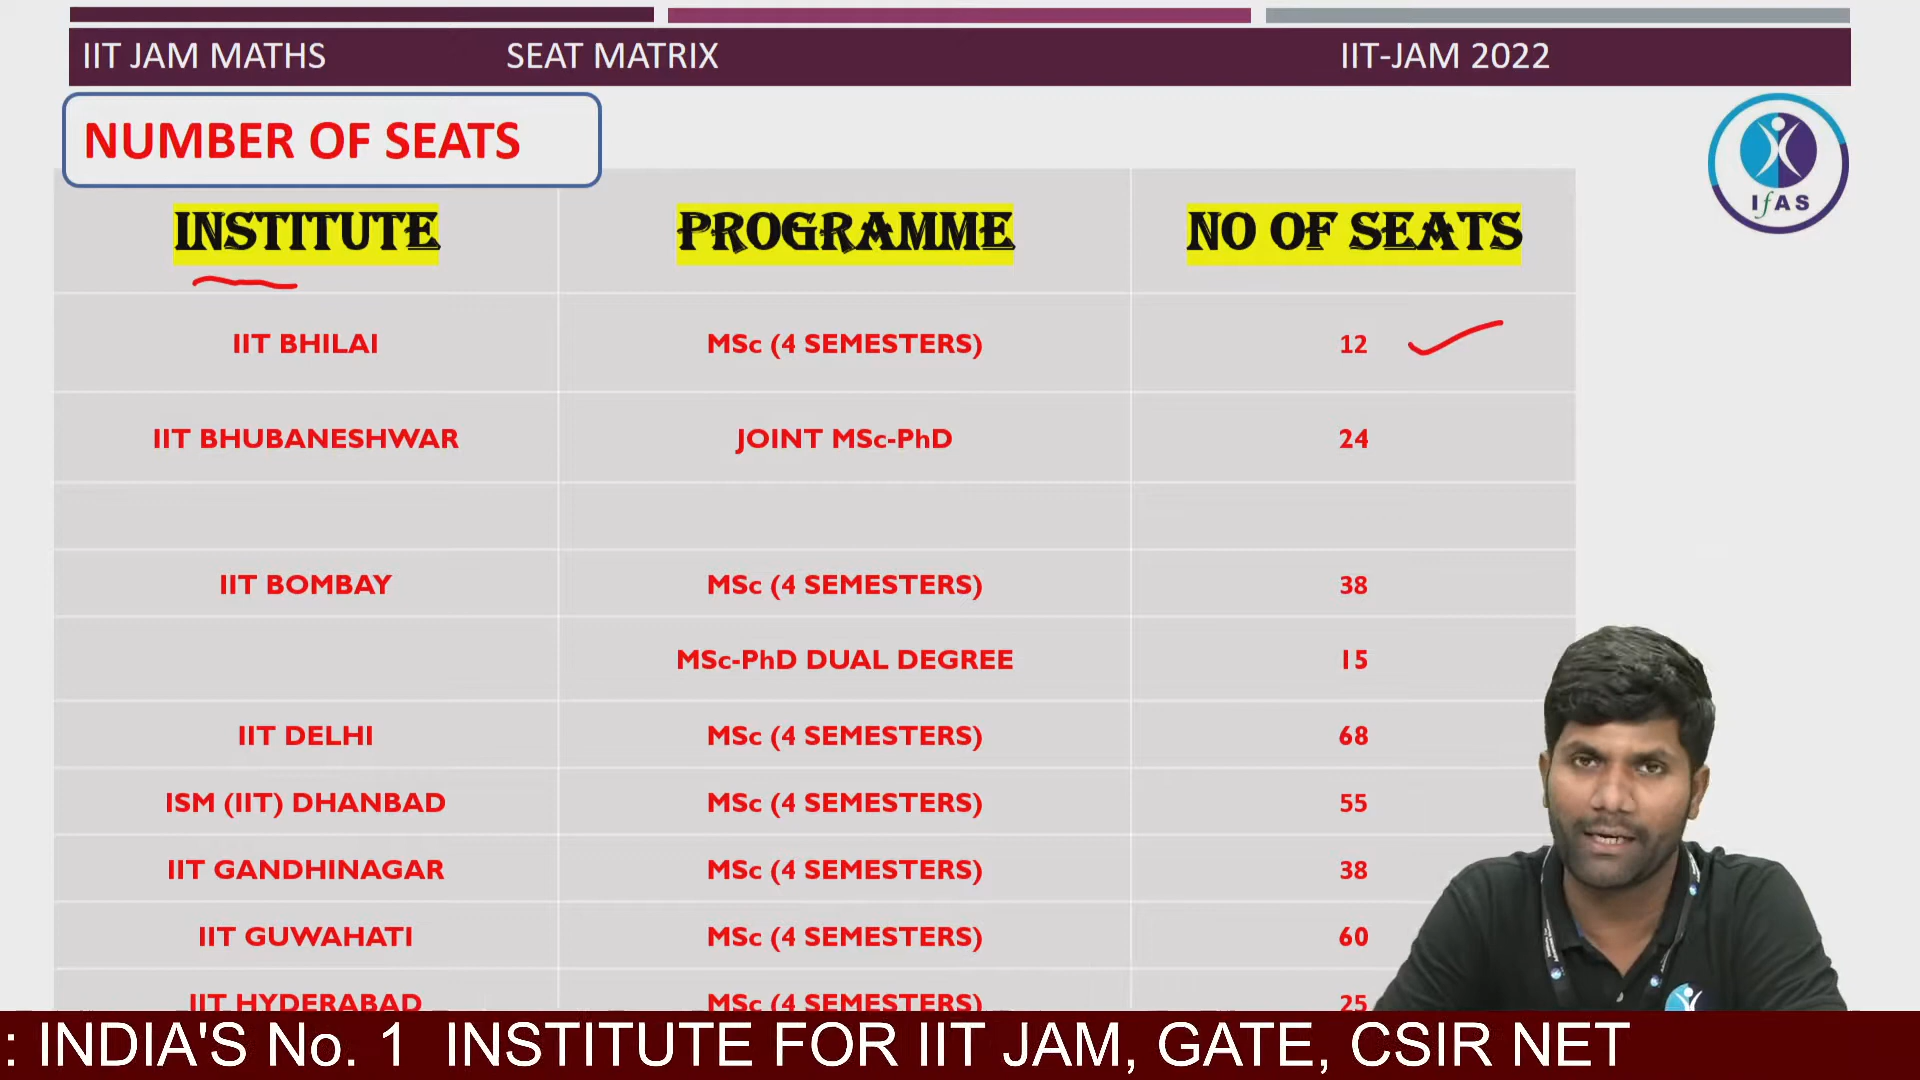 IIT JAM MATHS SEAT MATRIX IIT-JAM 2022
NUMBER OF SEATS
IfAS
INSTITUTE PROGRAMME NO OF SEATS
IIT BHILAI MSc (4 SEMESTERS) 12
IIT BHUBANESHWAR JOINT MSc-PhD 24
IIT BOMBAY MSc (4 SEMESTERS) 38
MSc-PhD DUAL DEGREE 15
IIT DELHI MSc (4 SEMESTERS) 68
ISM (IIT) DHANBAD MSc (4 SEMESTERS) 55
IIT GANDHINAGAR MSc (4 SEMESTERS) 38
IIT GUWAHATI MSc (4 SEMESTERS) 60
IIT HYDERABAD MSc (4 SEMESTERS) 25
: INDIA'S No. 1 INSTITUTE FOR IIT JAM, GATE, CSIR NET